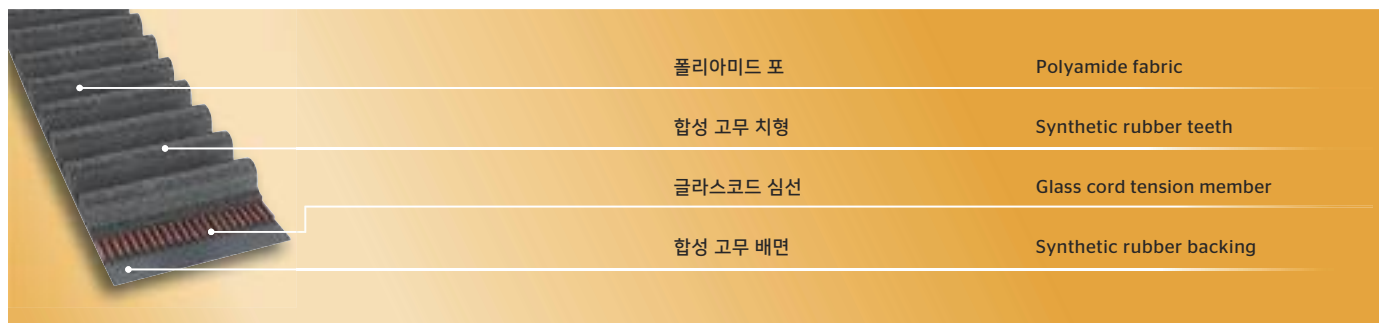 폴리아미드 포 Polyamide fabric
합성 고무 치형 Synthetic rubber teeth
글라스코드 심선 Glass cord tension member
합성 고무 배면 Synthetic rubber backing